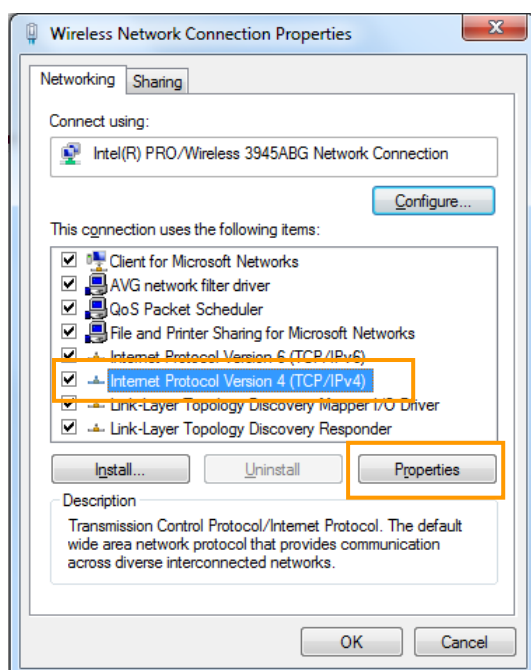 Wireless Network Connection Properties
Networking
Sharing
Connect using:
Intel(R) PRO/Wireless 3945ABG Network Connection
Configure...
This connection uses the following items:
Client for Microsoft Networks
AVG network filter driver
QoS Packet Scheduler
File and Printer Sharing for Microsoft Networks
Internet Protocol Version 6 (TCP/IPv6)
Internet Protocol Version 4 (TCP/IPv4)
Link-Layer Topology Discovery Mapper I/O Driver
Link-Layer Topology Discovery Responder
Install...
Uninstall
Properties
Description
Transmission Control Protocol/Internet Protocol. The default
wide area network protocol that provides communication
across diverse interconnected networks.
OK
Cancel